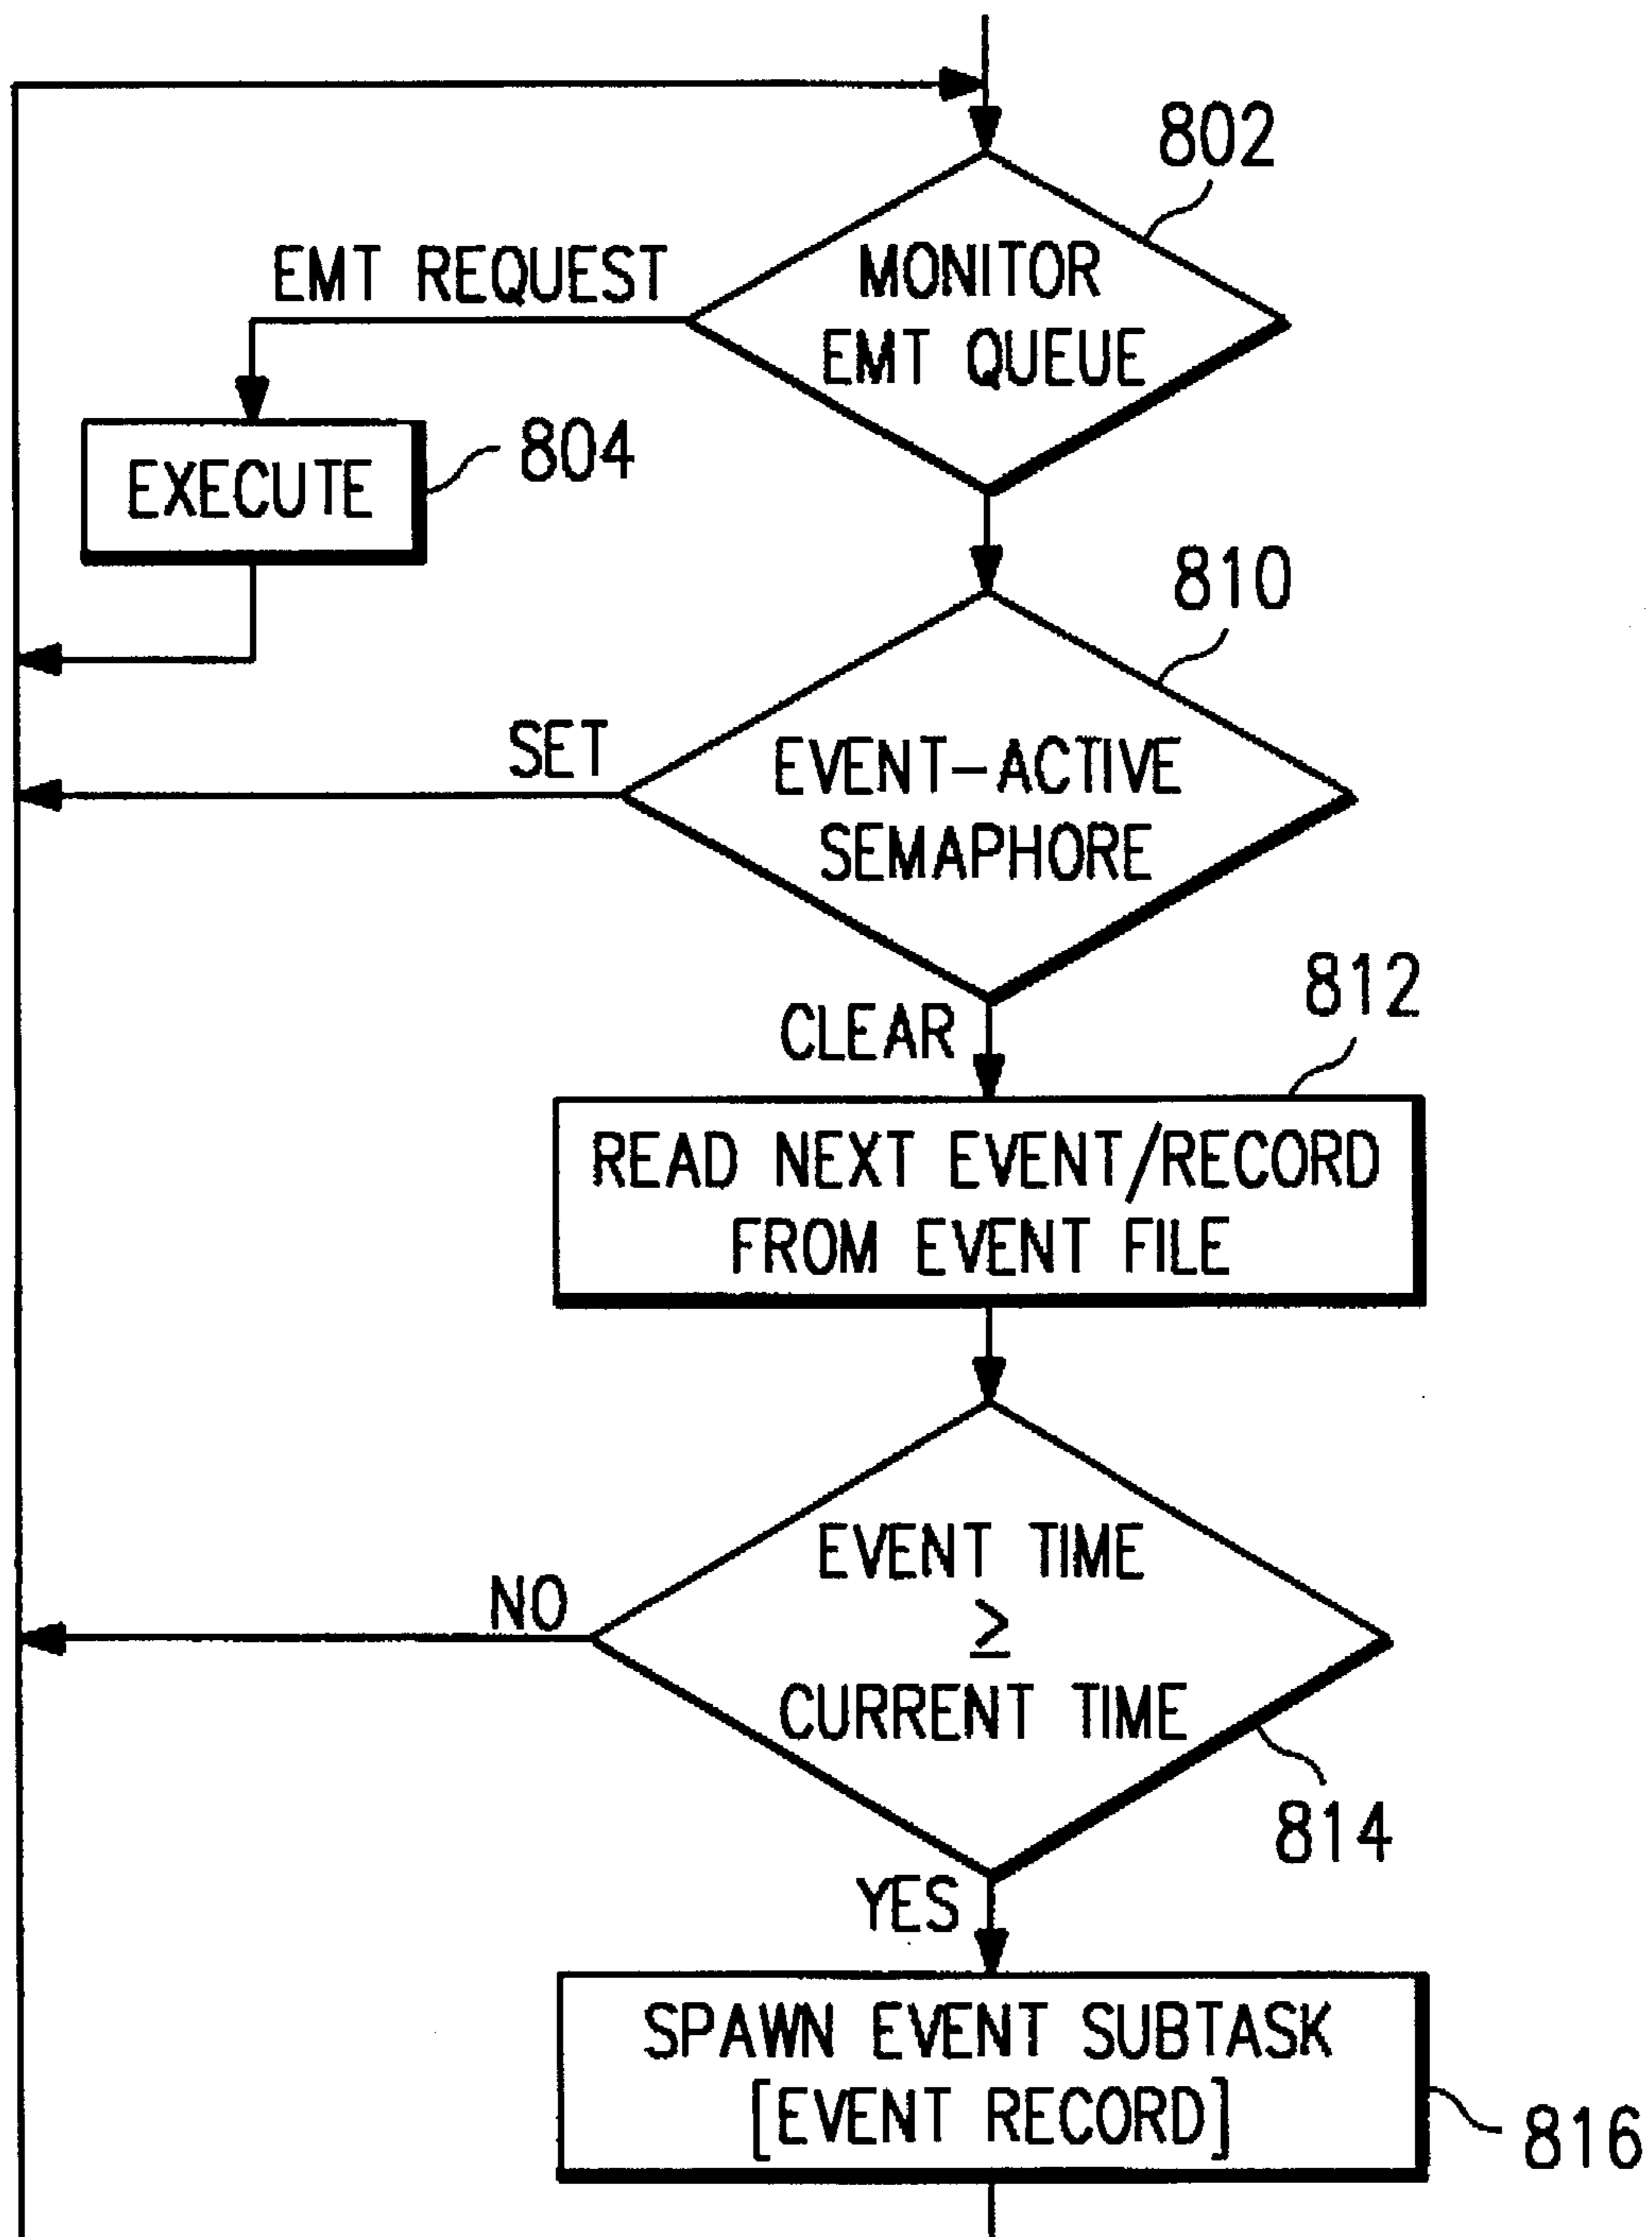 802
EMT REQUEST
MONITOR
EMT QUEUE
EXECUTE
804
810
SET
EVENT-ACTIVE
SEMAPHORE
CLEAR
812
READ NEXT EVENT/RECORD
FROM EVENT FILE
EVENT TIME
≥
CURRENT TIME
NO
814
YES
SPAWN EVENT SUBTASK
[EVENT RECORD]
816